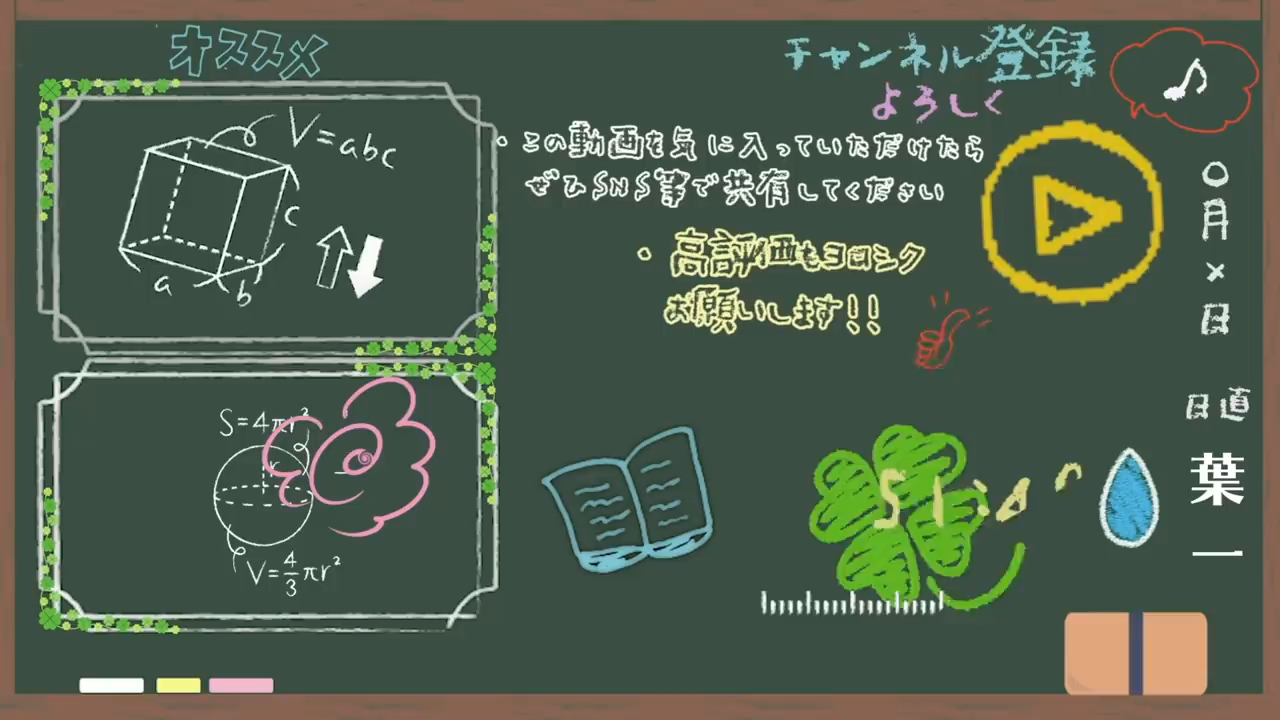 オススメ
V=abc
a
b
c
S=4πr²
r
V=4/3πr²
チャンネル登録
よろしく
・この動画を気に入っていただけたら
ぜひSNS等で共有してください
・高評価もヨロシク
お願いします!!
〇月×日
日直
葉一